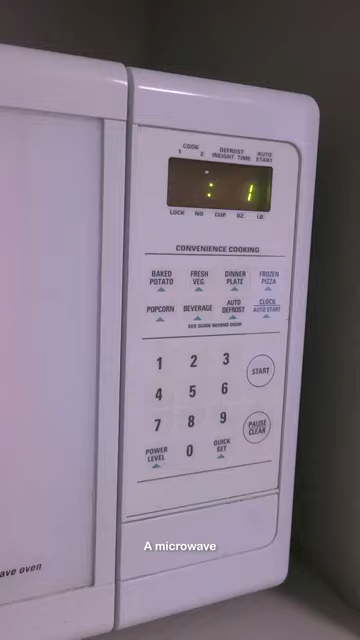 COOK
1 2
DEFROST
WEIGHT TIME
AUTO
START
: 1
LOCK NO CUP OZ LB
CONVENIENCE COOKING
BAKED
POTATO
FRESH
VEG.
DINNER
PLATE
FROZEN
PIZZA
POPCORN
BEVERAGE
AUTO
DEFROST
CLOCK
AUTO START
SEE GUIDE BEHIND DOOR
1 2 3
START
4 5 6
7 8 9
PAUSE
CLEAR
POWER
LEVEL
0
QUICK
SET
A microwave
ave oven